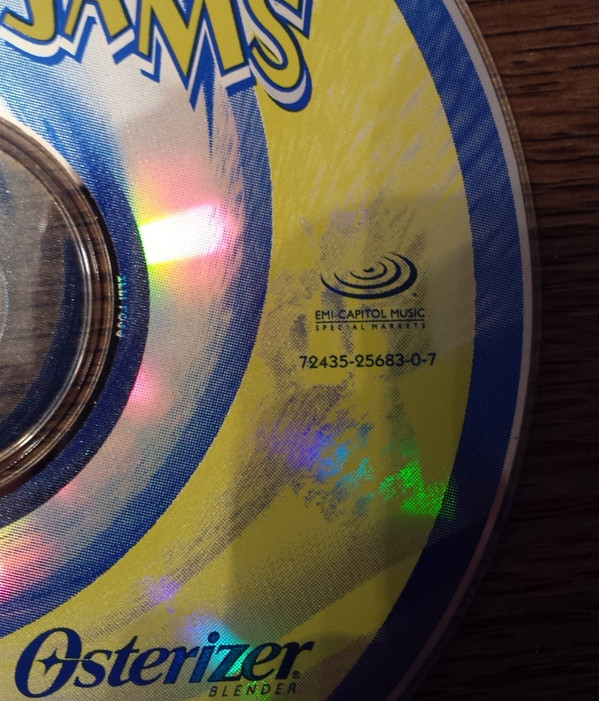 JAMS
EMI-CAPITOL MUSIC
SPECIAL MARKETS
72435-25683-0-7
Osterizer®
BLENDER